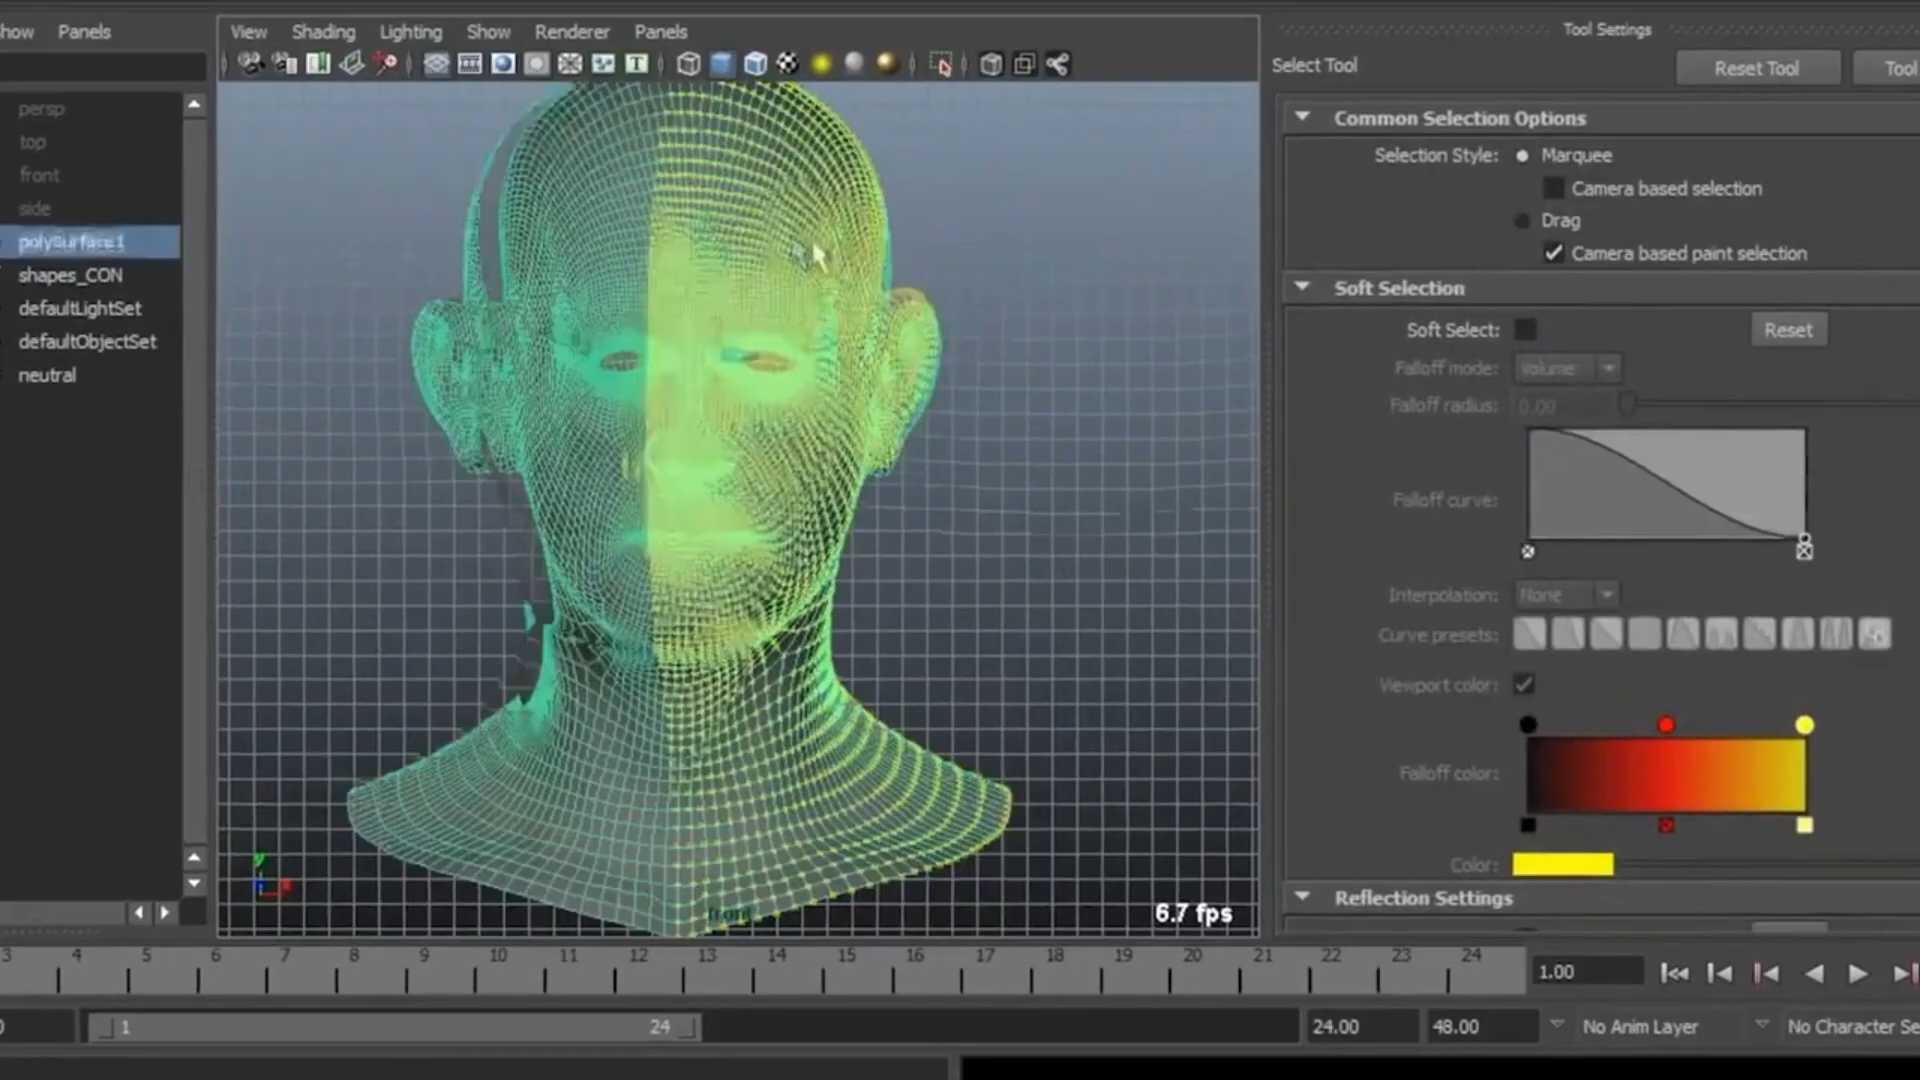 how Panels
View Shading Lighting Show Renderer Panels
Tool Settings
Select Tool
Reset Tool
Tool
persp
top
front
side
polySurface1
shapes_CON
defaultLightSet
defaultObjectSet
neutral
T
Common Selection Options
Selection Style: Marquee
Camera based selection
Drag
Camera based paint selection
Soft Selection
Soft Select: Reset
Falloff mode: Volume
Falloff radius: 0.00
Falloff curve:
Interpolation: None
Curve presets:
Viewport color:
Falloff color:
Color:
Reflection Settings
y
front
6.7 fps
3 4 5 6 7 8 9 10 11 12 13 14 15 16 17 18 19 20 21 22 23 24
1.00
0 1 24 24.00 48.00 No Anim Layer No Character Se